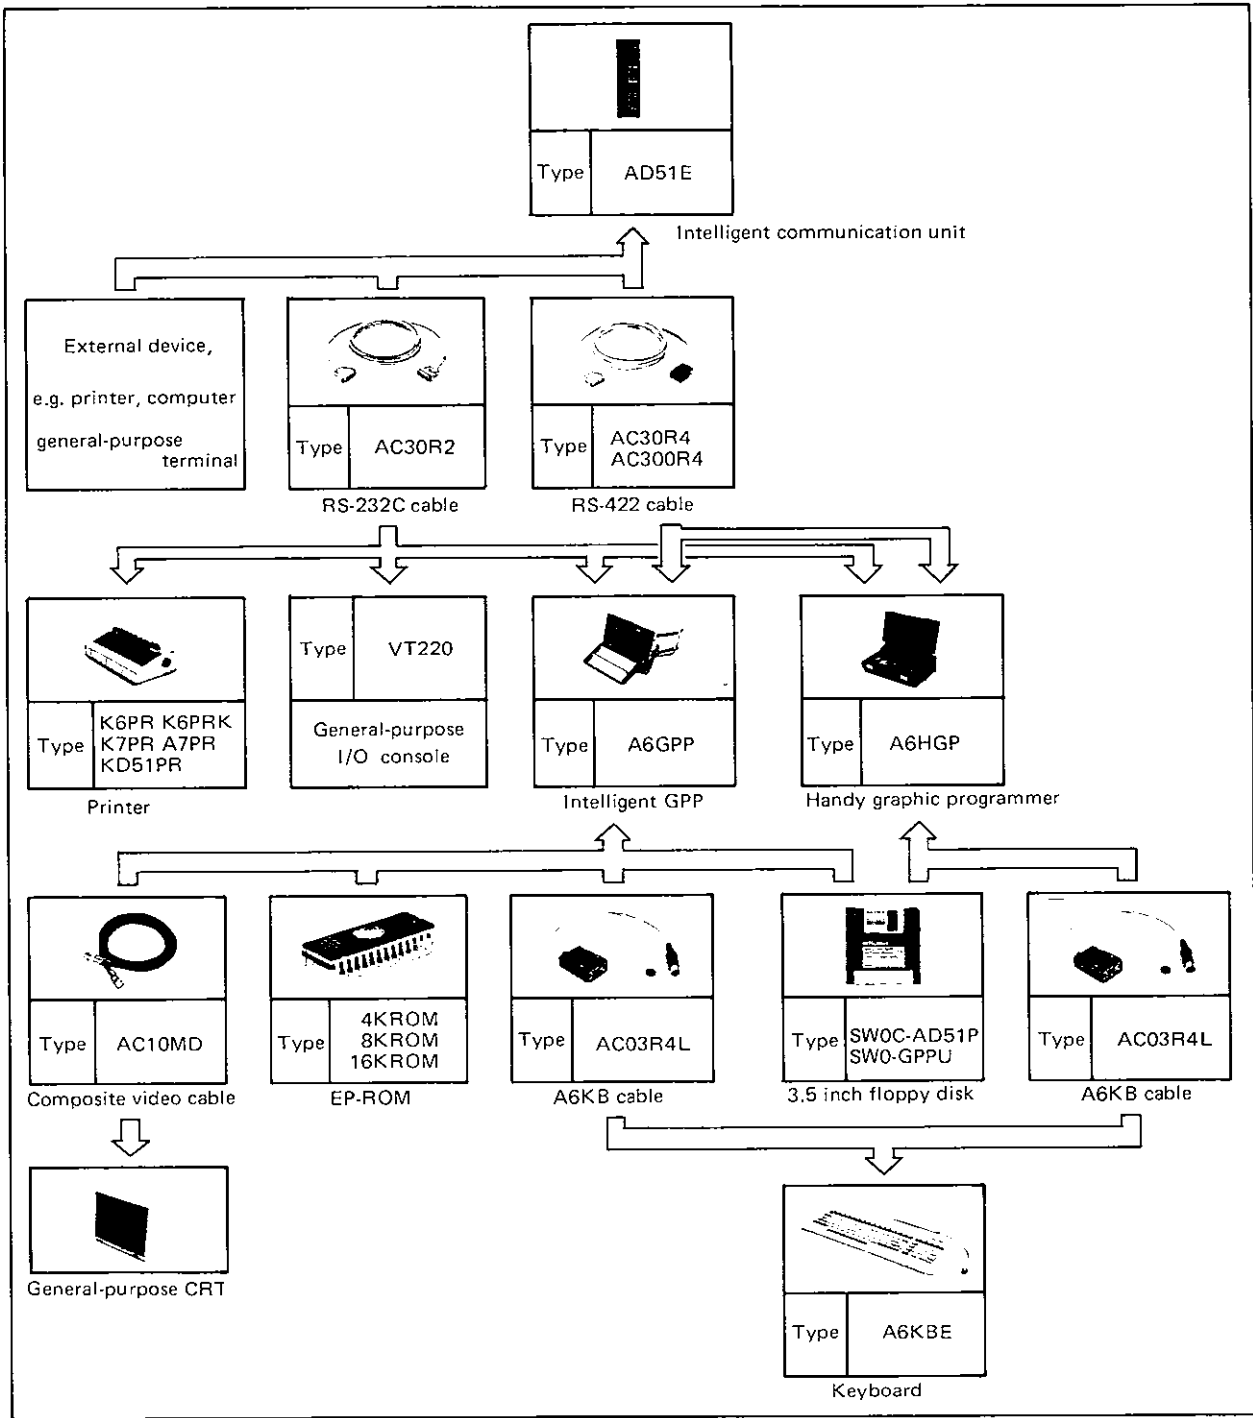 Type AD51E
Intelligent communication unit
External device,
e.g. printer, computer
general-purpose
terminal
Type AC30R2
RS-232C cable
Type AC30R4
AC300R4
RS-422 cable
Type K6PR K6PRK
K7PR A7PR
KD51PR
Printer
Type VT220
General-purpose
I/O console
Type A6GPP
Intelligent GPP
Type A6HGP
Handy graphic programmer
Type AC10MD
Composite video cable
Type 4KROM
8KROM
16KROM
EP-ROM
Type AC03R4L
A6KB cable
Type SW0C-AD51P
SW0-GPPU
3.5 inch floppy disk
Type AC03R4L
A6KB cable
General-purpose CRT
Type A6KBE
Keyboard